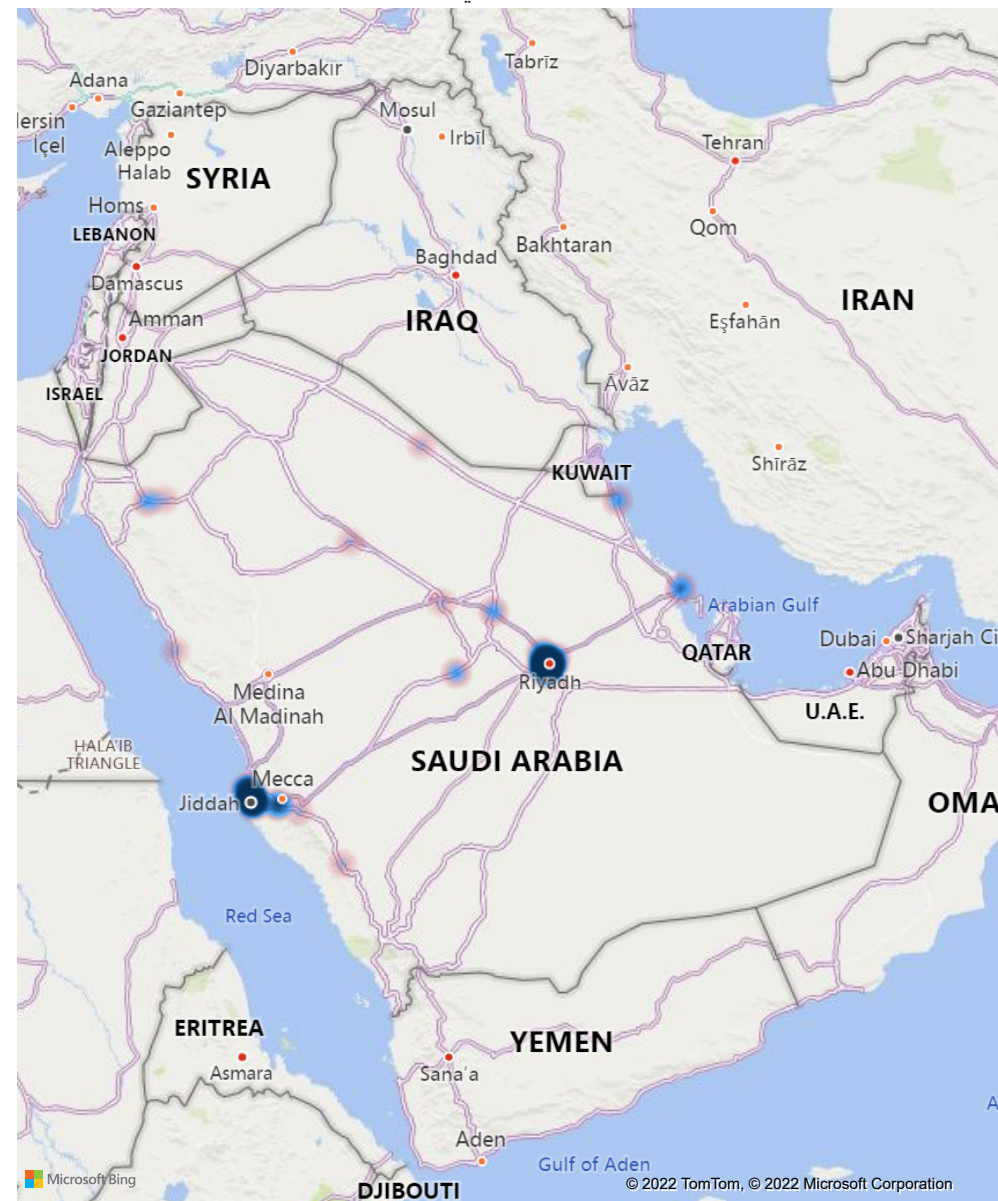 Tabrīz
Diyarbakır
Adana
Gaziantep
Mosul
lersin
İçel
Irbīl
Tehran
Aleppo
Halab
SYRIA
Homs
Qom
LEBANON
Bakhtaran
Baghdad
Damascus
IRAN
Amman
IRAQ
Eşfahān
JORDAN
Āvāz
ISRAEL
Shīrāz
KUWAIT
Arabian Gulf
Dubai
Sharjah Ci
QATAR
Abu Dhabi
Riyadh
Medina
Al Madinah
U.A.E.
HALA'IB
TRIANGLE
SAUDI ARABIA
Mecca
Jiddah
OMA
Red Sea
ERITREA
YEMEN
Asmara
Sana'a
A
Aden
Gulf of Aden
Microsoft Bing
© 2022 TomTom, © 2022 Microsoft Corporation
DJIBOUTI